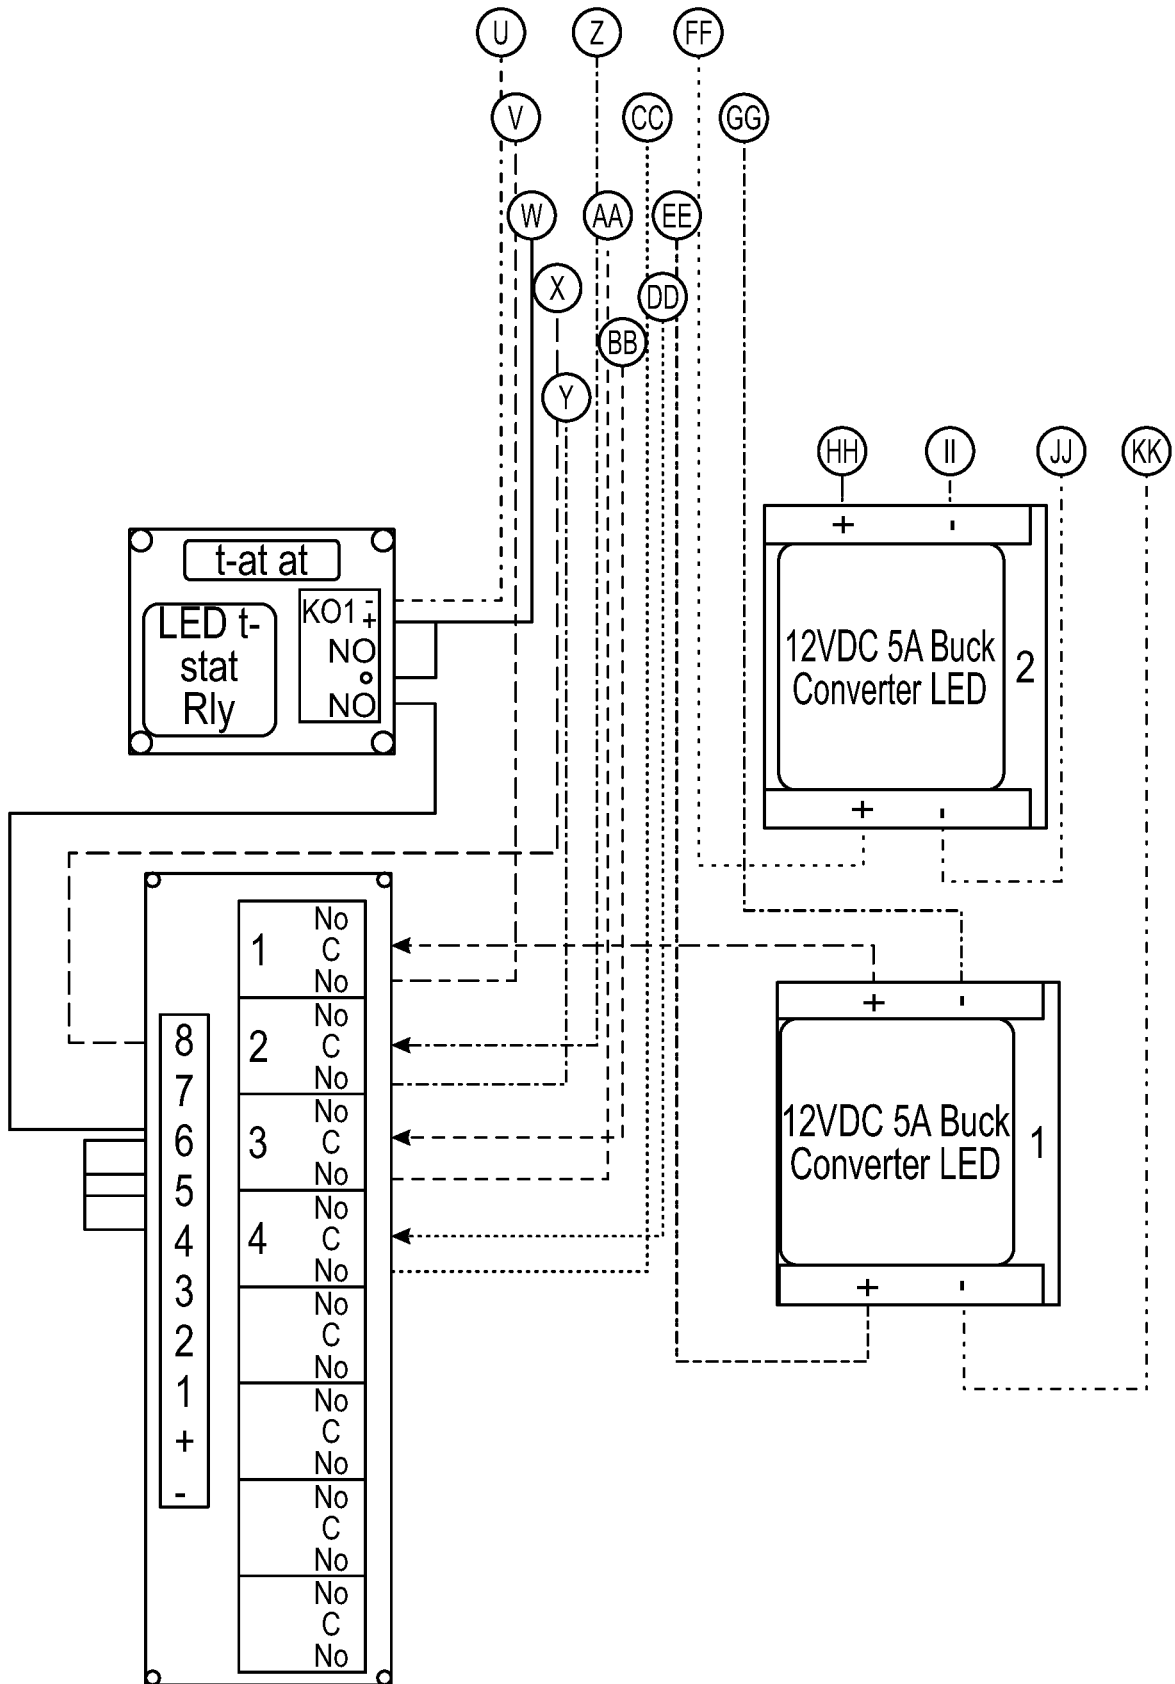 U
Z
FF
V
CC
GG
W
AA
EE
X
DD
BB
Y
HH
II
JJ
KK
t-at at
LED t-
stat
Rly
KO1 -
+
NO
NO
+ -
12VDC 5A Buck
Converter LED
2
+ -
1
No
C
No
2
No
C
No
3
No
C
No
4
No
C
No
No
C
No
No
C
No
No
C
No
No
C
No
8
7
6
5
4
3
2
1
+
-
+ -
12VDC 5A Buck
Converter LED
1
+ -